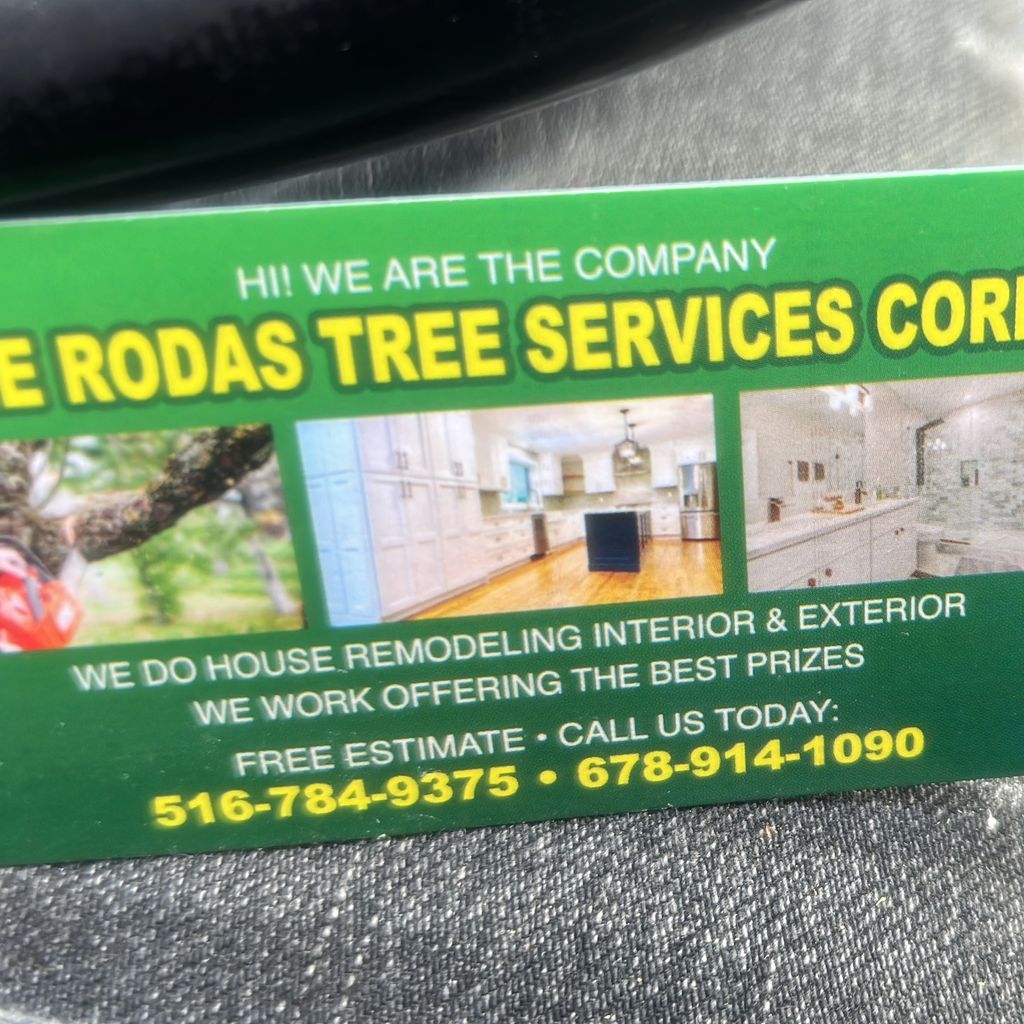 HI! WE ARE THE COMPANY
E RODAS TREE SERVICES COR
WE DO HOUSE REMODELING INTERIOR & EXTERIOR
WE WORK OFFERING THE BEST PRIZES
FREE ESTIMATE • CALL US TODAY:
516-784-9375 • 678-914-1090